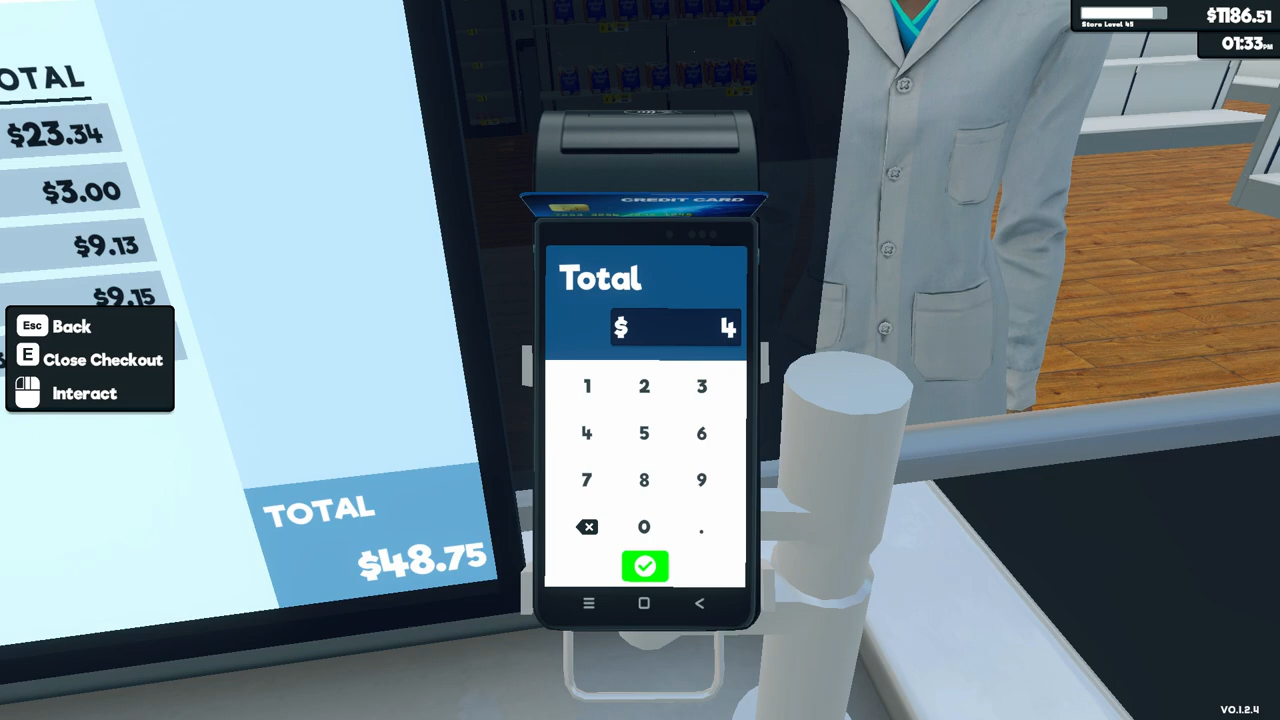 $1186.51
Store Level 45
01:33PM
OTAL
$23.34
$3.00
$9.13
$9.15
Esc Back
E Close Checkout
Interact
TOTAL
$48.75
CREDIT CARD
Total
$ 4
1 2 3
4 5 6
7 8 9
0 .
V0.1.2.4